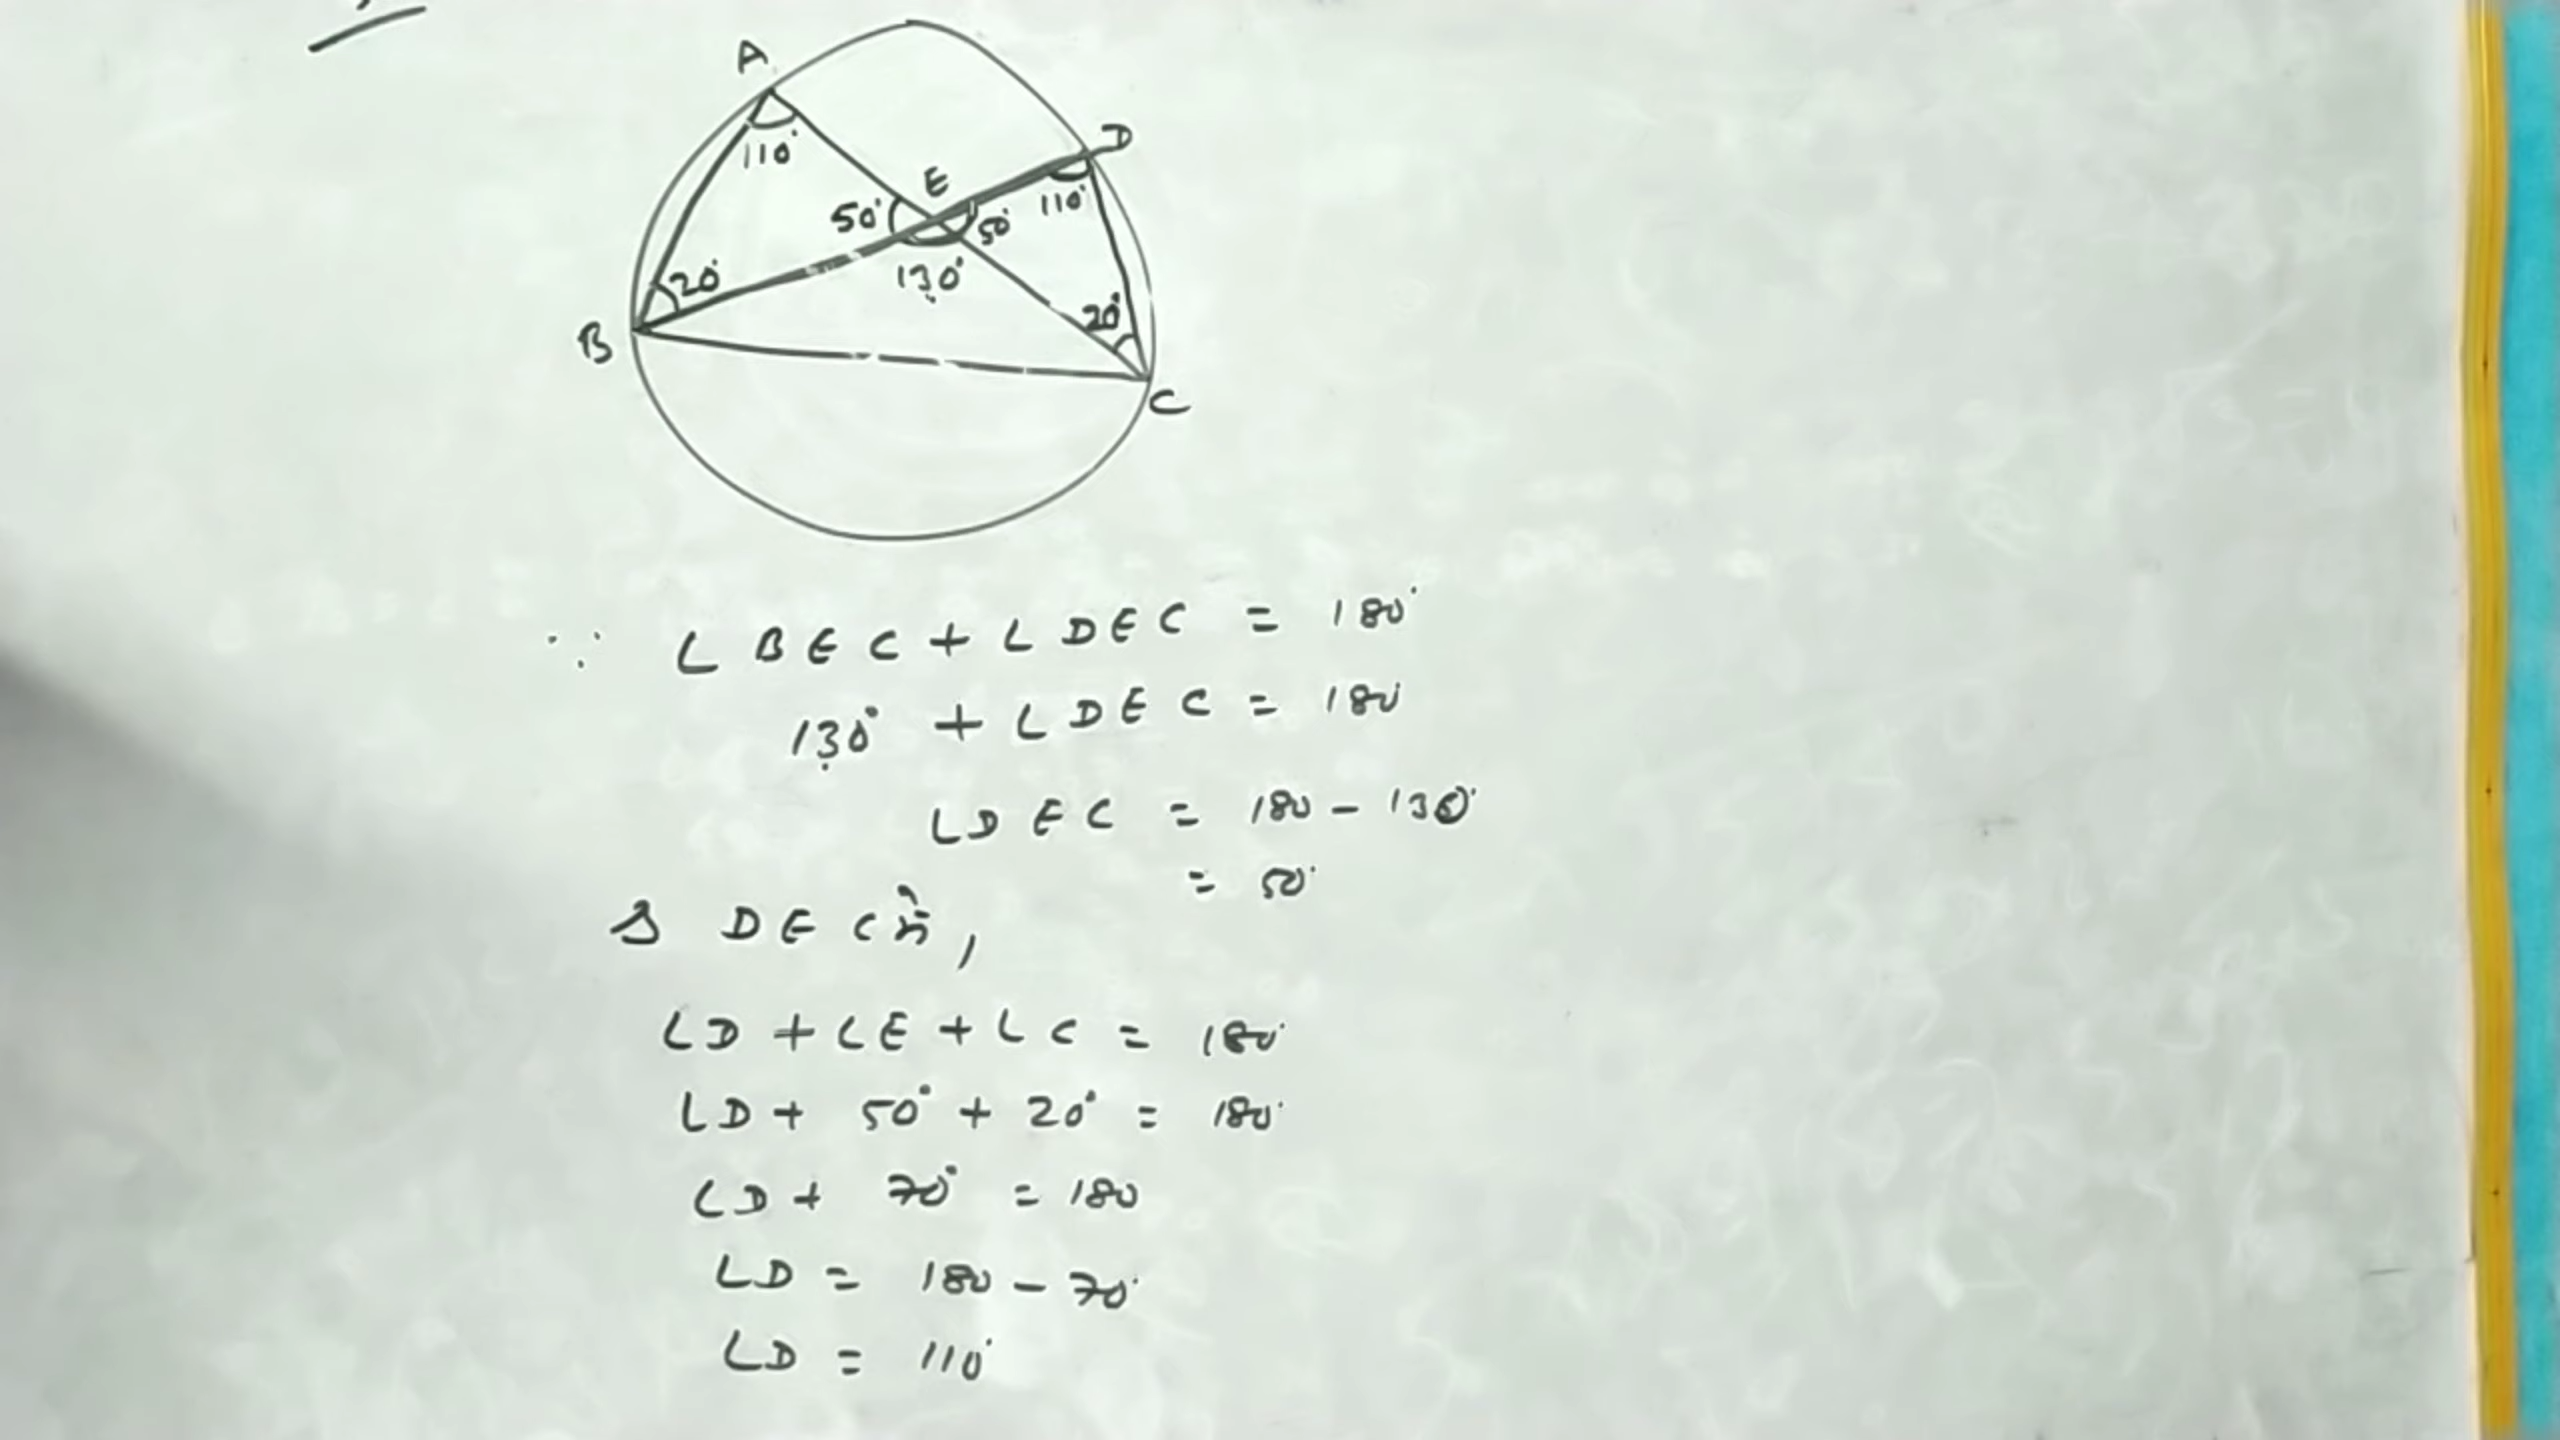 A
D
110°
E
50°
50°
110°
20°
130°
20°
B
C
∵ ∠BEC + ∠DEC = 180°
130° + ∠DEC = 180
∠DEC = 180 - 130°
= 50°
Δ DEC में,
∠D + ∠E + ∠C = 180°
∠D + 50° + 20° = 180°
∠D + 70° = 180
∠D = 180 - 70°
∠D = 110°